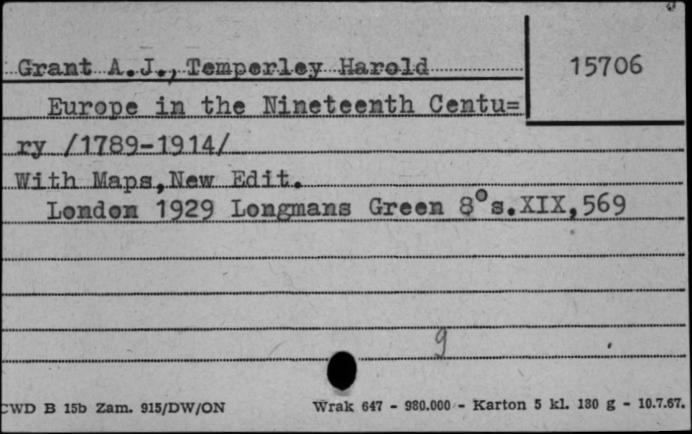 Grant A.J., Temperley Harold
15706
Europe in the Nineteenth Centu=
ry /1789-1914/
With Maps, New Edit.
London 1929 Longmans Green 8° s.XIX,569
g
CWD B 15b Zam. 915/DW/ON Wrak 647 - 980.000 - Karton 5 kl. 180 g - 10.7.67.